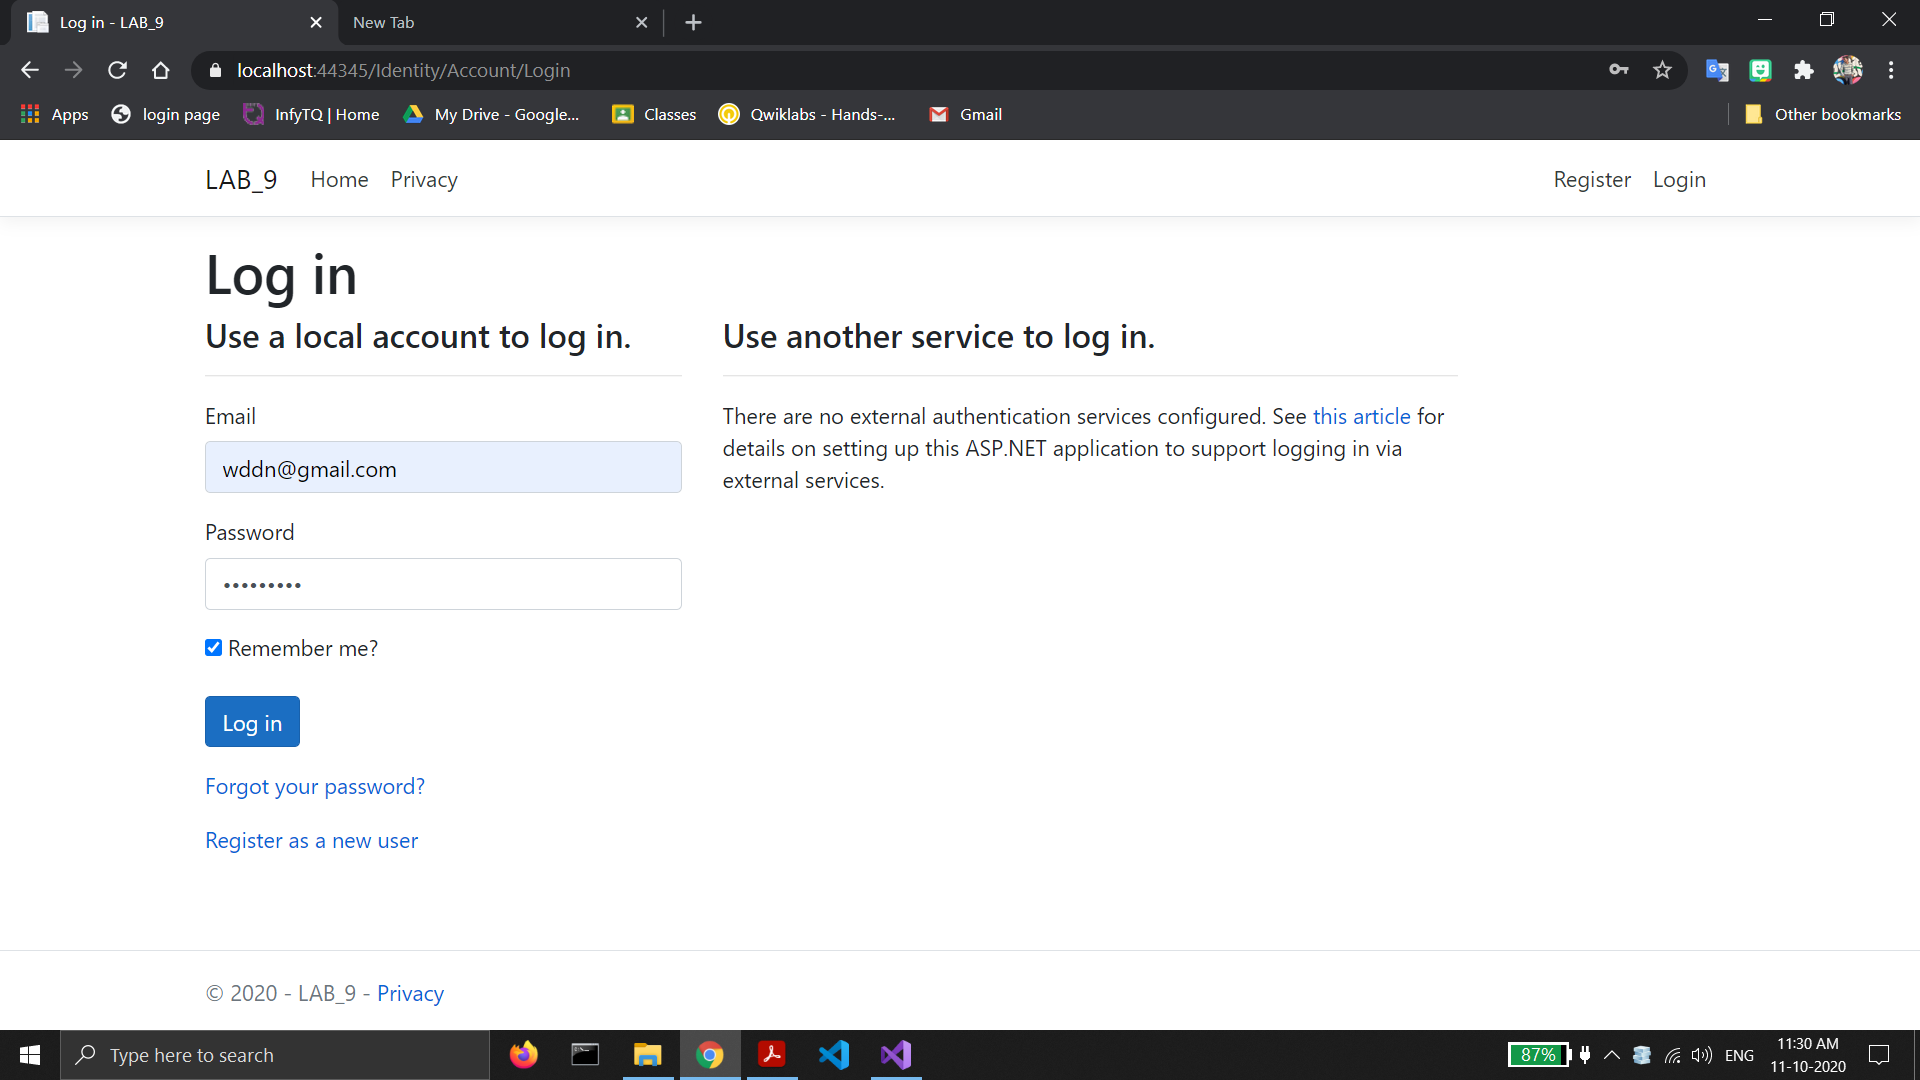 Log in - LAB_9
New Tab
localhost:44345/Identity/Account/Login
Apps
login page
InfyTQ | Home
My Drive - Google...
Classes
Qwiklabs - Hands-...
Gmail
Other bookmarks
LAB_9 Home Privacy Register Login
Log in
Use a local account to log in.
Email
wddn@gmail.com
Password
•••••••••
Remember me?
Log in
Forgot your password?
Register as a new user
Use another service to log in.
There are no external authentication services configured. See this article for
details on setting up this ASP.NET application to support logging in via
external services.
© 2020 - LAB_9 - Privacy
Type here to search
87%
ENG
11:30 AM
11-10-2020